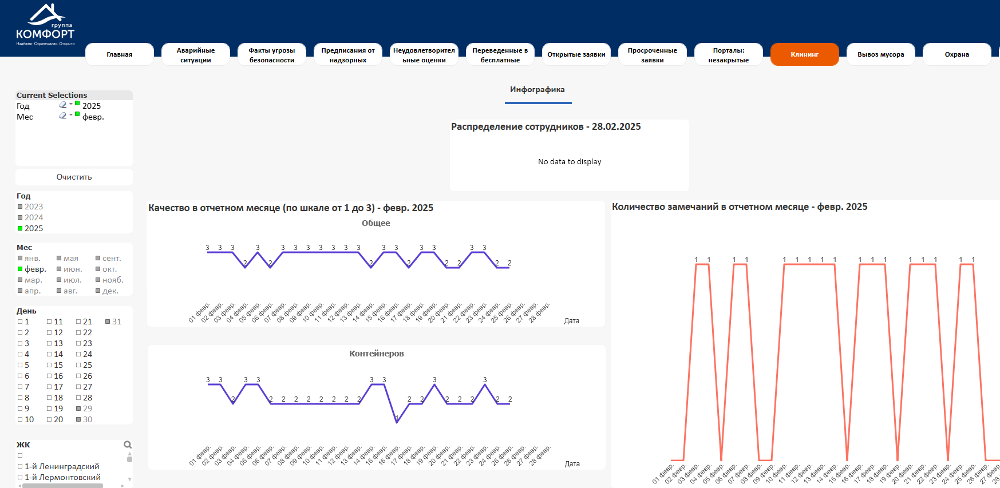 группа
КОМФОРТ
Надёжно. Справедливо. Открыто
Главная
Аварийные
ситуации
Факты угрозы
безопасности
Предписания от
надзорных
Неудовлетворител
ьные оценки
Переведенные в
бесплатные
Открытые заявки
Просроченные
заявки
Порталы:
незакрытые
Клининг
Вывоз мусора
Охрана
Инфографика
Current Selections
Год 2025
Мес февр.
Очистить
Год
2023
2024
2025
Мес
янв. мая сент.
февр. июн. окт.
мар. июл. нояб.
апр. авг. дек.
День
1 11 21 31
2 12 22
3 13 23
4 14 24
5 15 25
6 16 26
7 17 27
8 18 28
9 19 29
10 20 30
ЖК
1-й Ленинградский
1-й Лермонтовский
Распределение сотрудников - 28.02.2025
No data to display
Качество в отчетном месяце (по шкале от 1 до 3) - февр. 2025
Общее
3 3 3 2 3 2 3 3 3 3 3 3 3 2 3 3 2 3 3 2 2 3 3 2 2
01 февр. 02 февр. 03 февр. 04 февр. 05 февр. 06 февр. 07 февр. 08 февр. 09 февр. 10 февр. 11 февр. 12 февр. 13 февр. 14 февр. 15 февр. 16 февр. 17 февр. 18 февр. 19 февр. 20 февр. 21 февр. 22 февр. 23 февр. 24 февр. 25 февр. 26 февр. 27 февр. 28 февр.
Дата
Контейнеров
3 3 2 3 3 2 2 2 2 2 2 2 2 3 3 1 2 2 3 2 2 2 3 2 2
01 февр. 02 февр. 03 февр. 04 февр. 05 февр. 06 февр. 07 февр. 08 февр. 09 февр. 10 февр. 11 февр. 12 февр. 13 февр. 14 февр. 15 февр. 16 февр. 17 февр. 18 февр. 19 февр. 20 февр. 21 февр. 22 февр. 23 февр. 24 февр. 25 февр. 26 февр. 27 февр. 28 февр.
Дата
Количество замечаний в отчетном месяце - февр. 2025
1 1 1 1 1 1 1 1 1 1 1 1 1 1 1 1 1
01 февр. 02 февр. 03 февр. 04 февр. 05 февр. 06 февр. 07 февр. 08 февр. 09 февр. 10 февр. 11 февр. 12 февр. 13 февр. 14 февр. 15 февр. 16 февр. 17 февр. 18 февр. 19 февр. 20 февр. 21 февр. 22 февр. 23 февр. 24 февр. 25 февр. 26 февр. 27 февр. 28